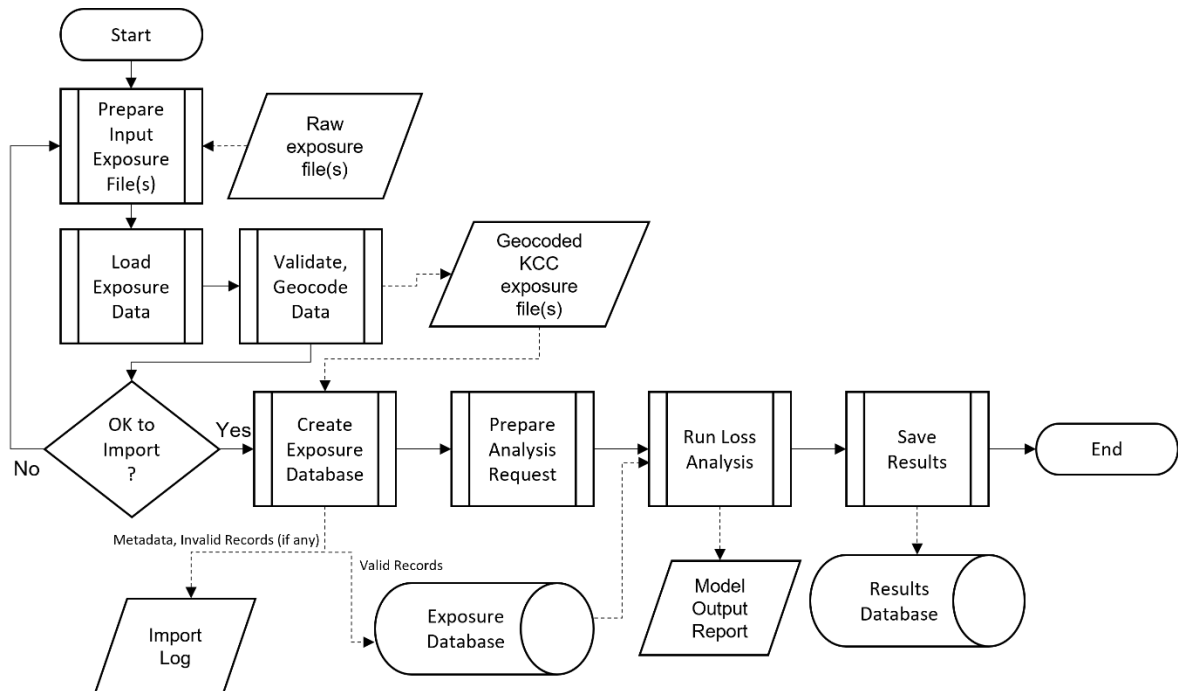 Start
Prepare
Input
Exposure
File(s)
Raw
exposure
file(s)
Load
Exposure
Data
Validate,
Geocode
Data
Geocoded
KCC
exposure
file(s)
OK to
Import
?
Yes
No
Create
Exposure
Database
Prepare
Analysis
Request
Run Loss
Analysis
Save
Results
End
Metadata, Invalid Records (if any)
Valid Records
Import
Log
Exposure
Database
Model
Output
Report
Results
Database